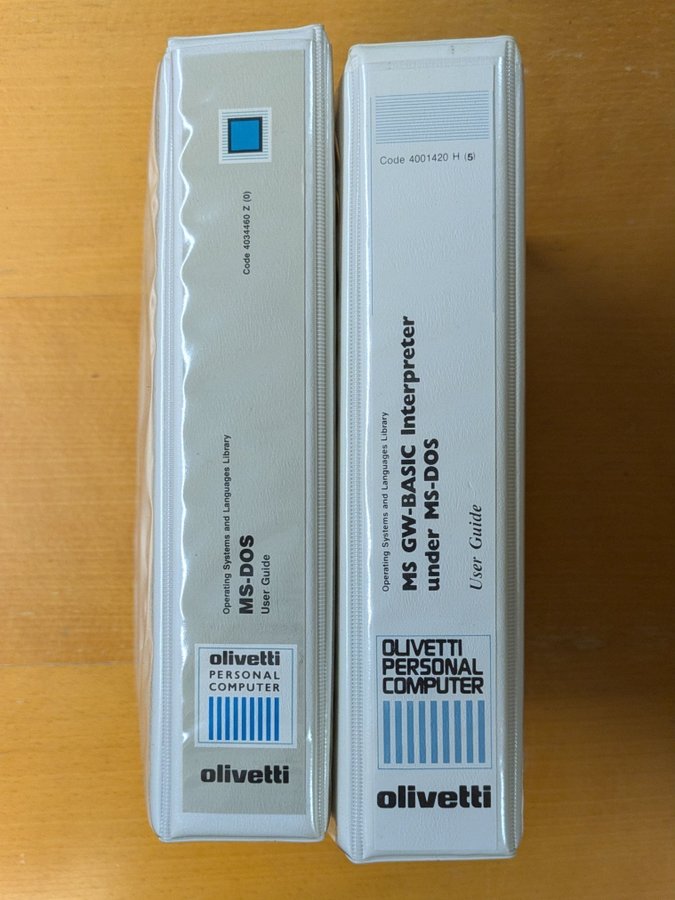 Code 4034460 Z (0)
Operating Systems and Languages Library
MS-DOS
User Guide
olivetti
PERSONAL
COMPUTER
olivetti
Code 4001420 H (5)
Operating Systems and Languages Library
MS GW-BASIC Interpreter
under MS-DOS
User Guide
OLIVETTI
PERSONAL
COMPUTER
olivetti